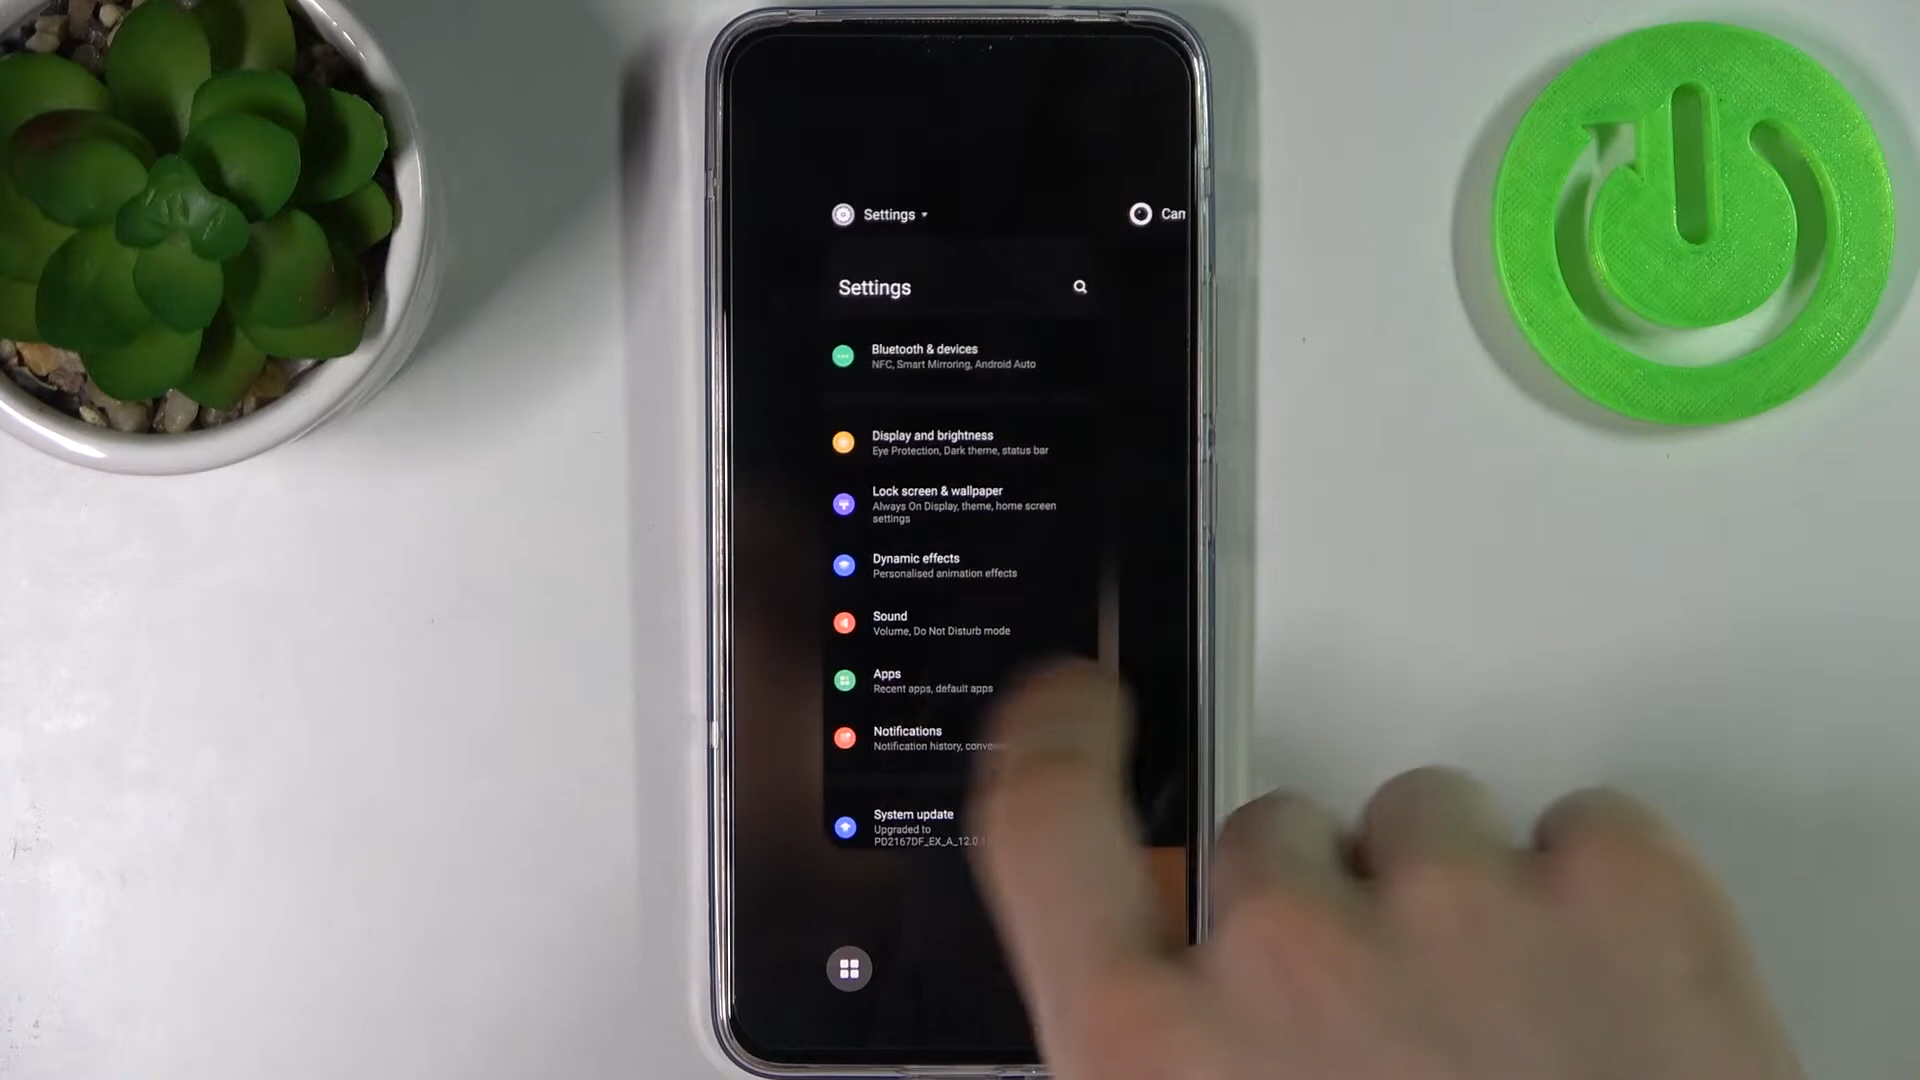 Settings
Settings
Bluetooth & devices
NFC, Smart Mirroring, Android Auto
Display and brightness
Eye Protection, Dark theme, status bar
Lock screen & wallpaper
Always On Display, theme, home screen
settings
Dynamic effects
Personalised animation effects
Sound
Volume, Do Not Disturb mode
Apps
Recent apps, default apps
Notifications
Notification history,
System update
Upgraded to
PD2167DF_EX_A_12.0